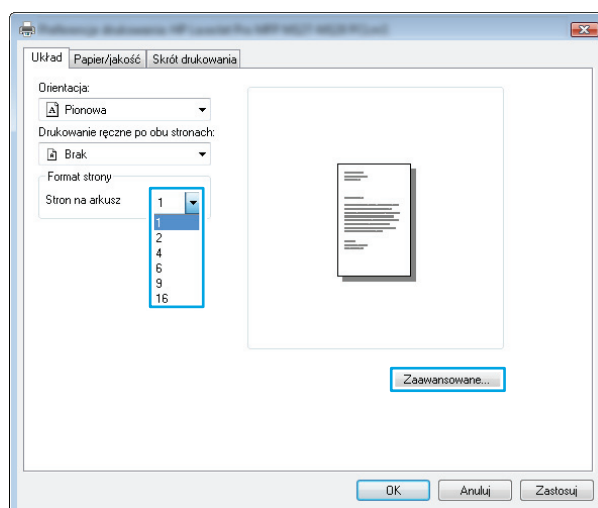 Układ Papier/jakość Skrót drukowania
Orientacja:
A Pionowa
Drukowanie ręczne po obu stronach:
Brak
Format strony
Stron na arkusz 1
1
2
4
6
9
16
Zaawansowane...
OK Anuluj Zastosuj